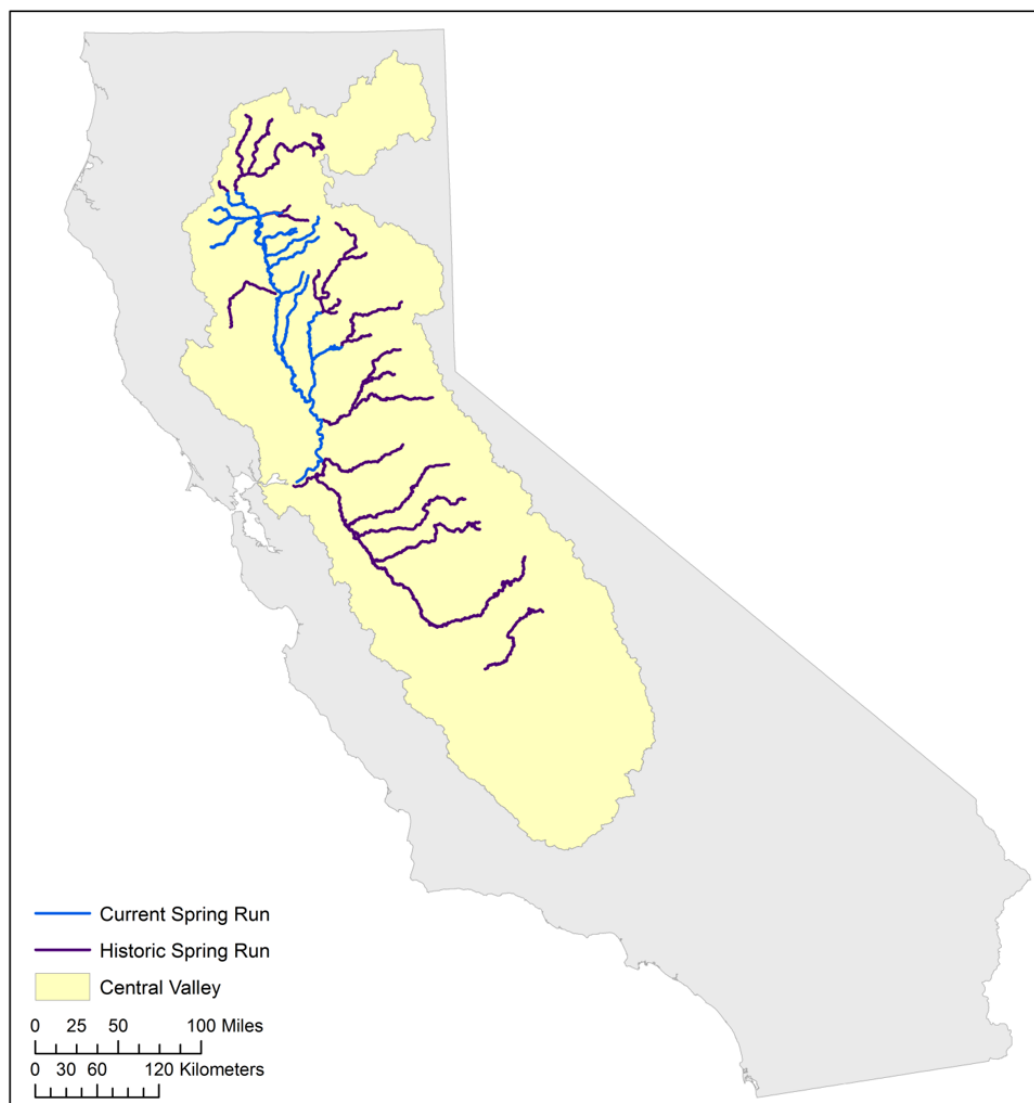 Current Spring Run
Historic Spring Run
Central Valley
0 25 50 100 Miles
0 30 60 120 Kilometers